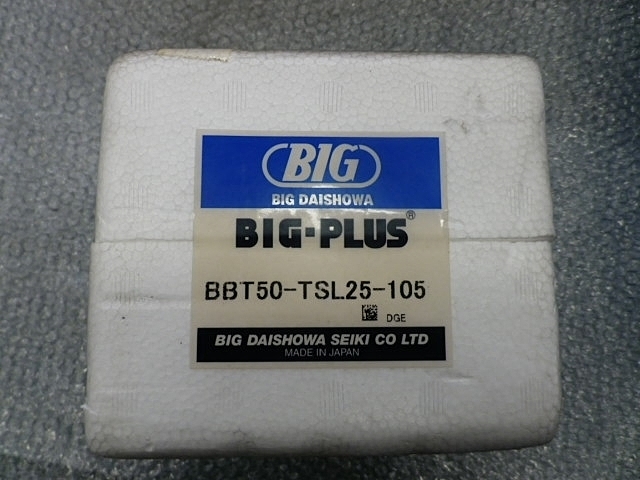 BIG
BIG DAISHOWA
BIG-PLUS®
BBT50-TSL25-105
DGE
BIG DAISHOWA SEIKI CO LTD
MADE IN JAPAN